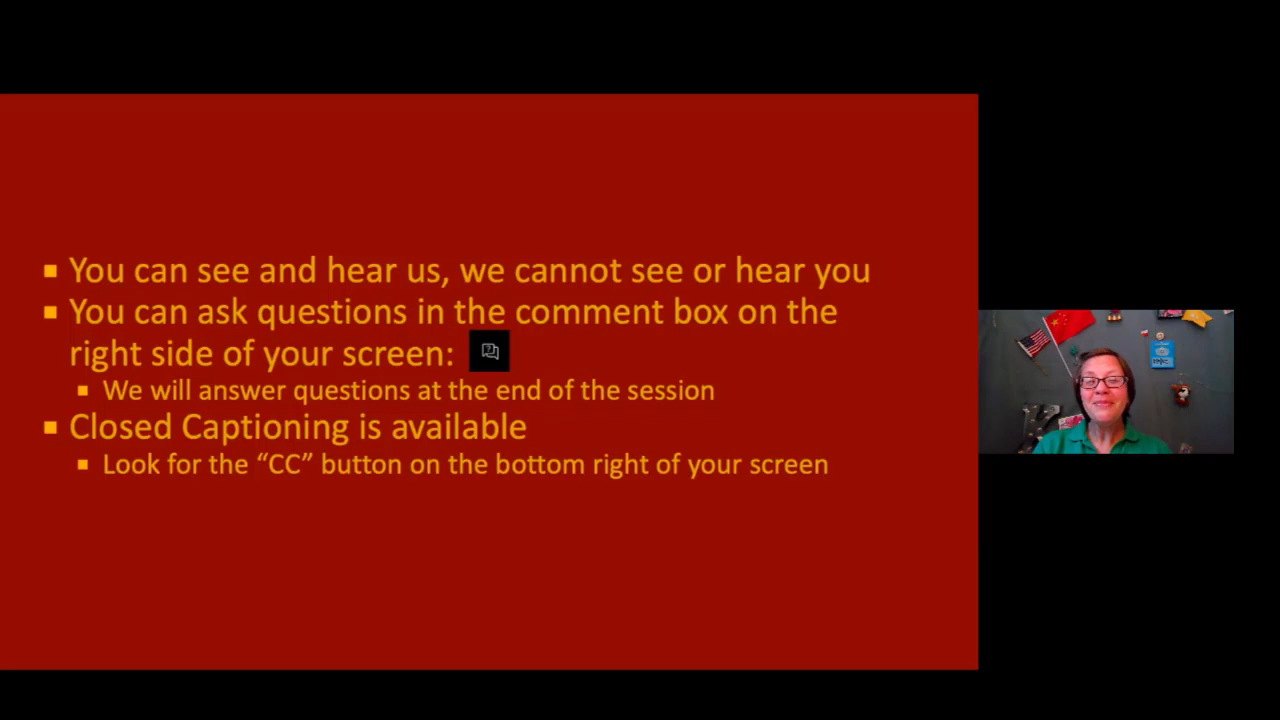 ▪ You can see and hear us, we cannot see or hear you
▪ You can ask questions in the comment box on the
right side of your screen:
▪ We will answer questions at the end of the session
▪ Closed Captioning is available
▪ Look for the “CC” button on the bottom right of your screen